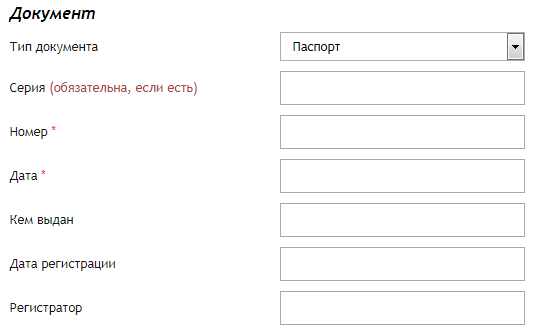 Документ
Тип документа Паспорт
Серия (обязательна, если есть)
Номер *
Дата *
Кем выдан
Дата регистрации
Регистратор